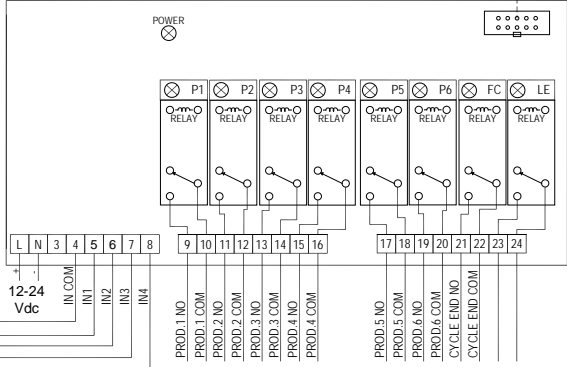 POWER
P1 P2 P3 P4 P5 P6 FC LE
RELAY RELAY RELAY RELAY RELAY RELAY RELAY RELAY
L N 3 4 5 6 7 8 9 10 11 12 13 14 15 16 17 18 19 20 21 22 23 24
+ -
12-24
Vdc
IN COM
IN1
IN2
IN3
IN4
PROD.1 NO
PROD.1 COM
PROD.2 NO
PROD.2 COM
PROD.3 NO
PROD.3 COM
PROD.4 NO
PROD.4 COM
PROD.5 NO
PROD.5 COM
PROD.6 NO
PROD.6 COM
CYCLE END NO
CYCLE END COM